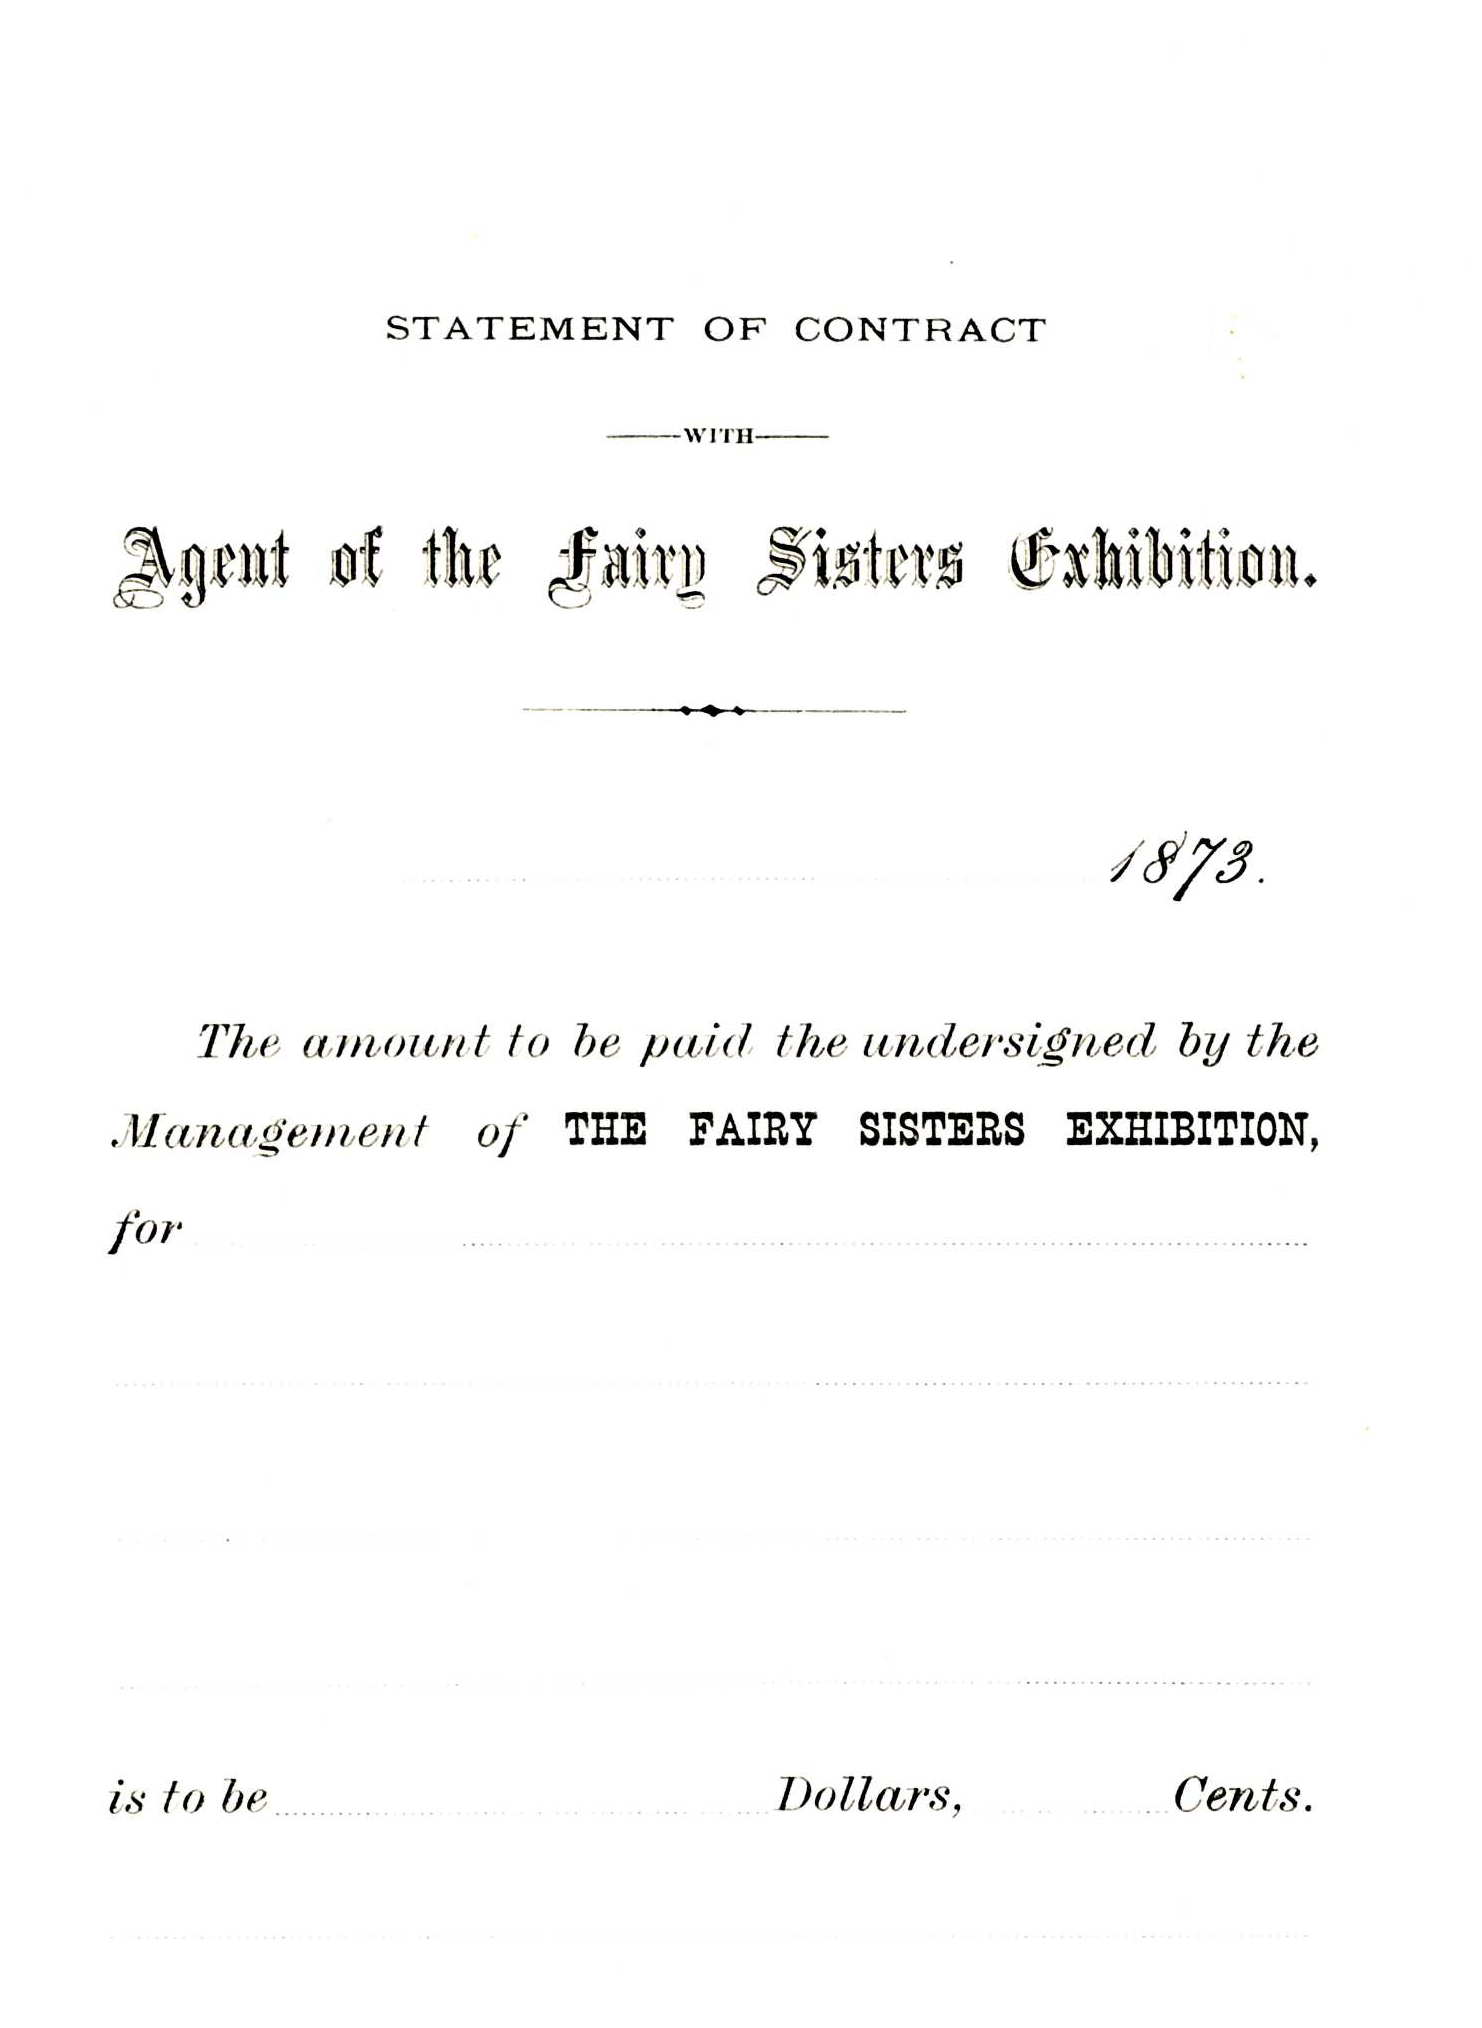 STATEMENT OF CONTRACT
WITH
Agent of the Fairy Sisters Exhibition.
1873.
The amount to be paid the undersigned by the
Management of THE FAIRY SISTERS EXHIBITION,
for
is to be Dollars, Cents.